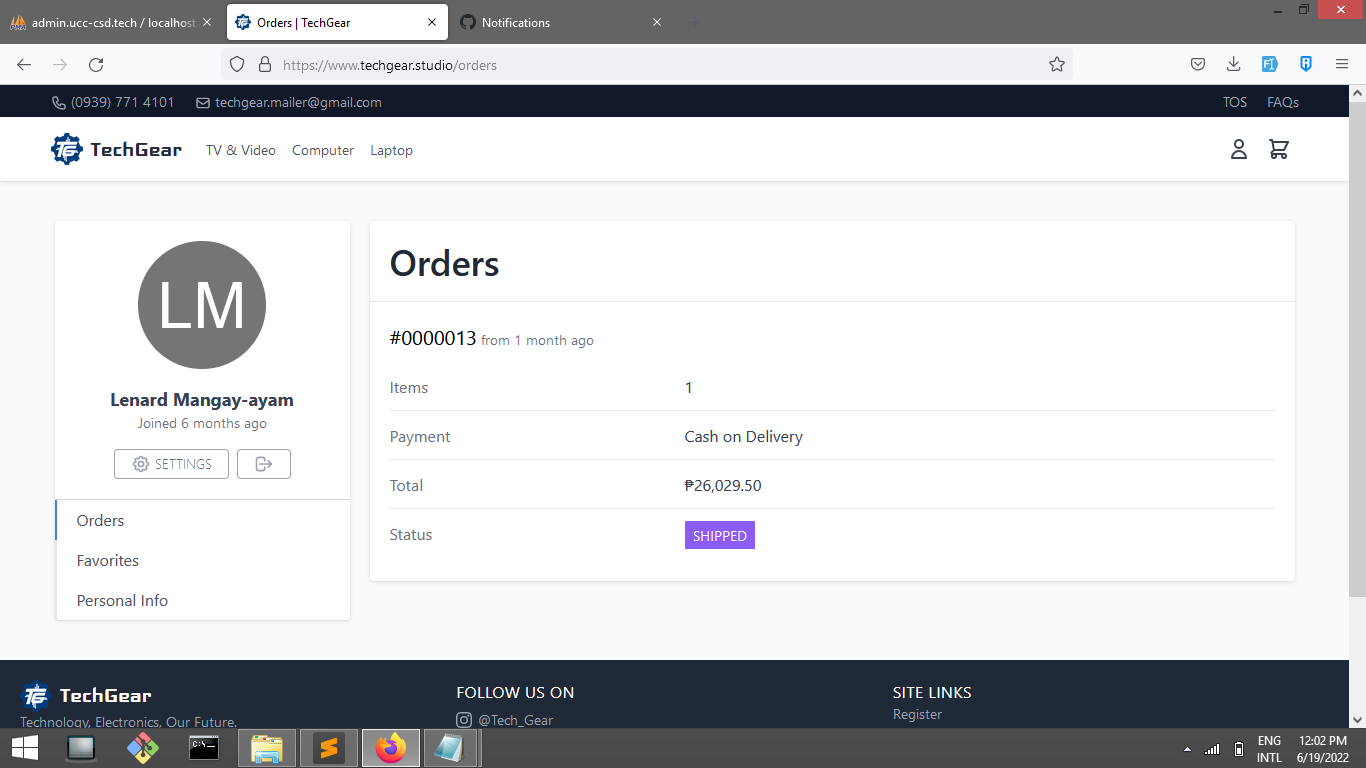 admin.ucc-csd.tech / localhost
Orders | TechGear
Notifications
https://www.techgear.studio/orders
(0939) 771 4101
techgear.mailer@gmail.com
TOS
FAQs
TechGear
TV & Video
Computer
Laptop
LM
Lenard Mangay-ayam
Joined 6 months ago
SETTINGS
Orders
Favorites
Personal Info
Orders
#0000013 from 1 month ago
Items 1
Payment Cash on Delivery
Total ₱26,029.50
Status SHIPPED
TechGear
Technology, Electronics, Our Future.
FOLLOW US ON
@Tech_Gear
SITE LINKS
Register
ENG
INTL
12:02 PM
6/19/2022